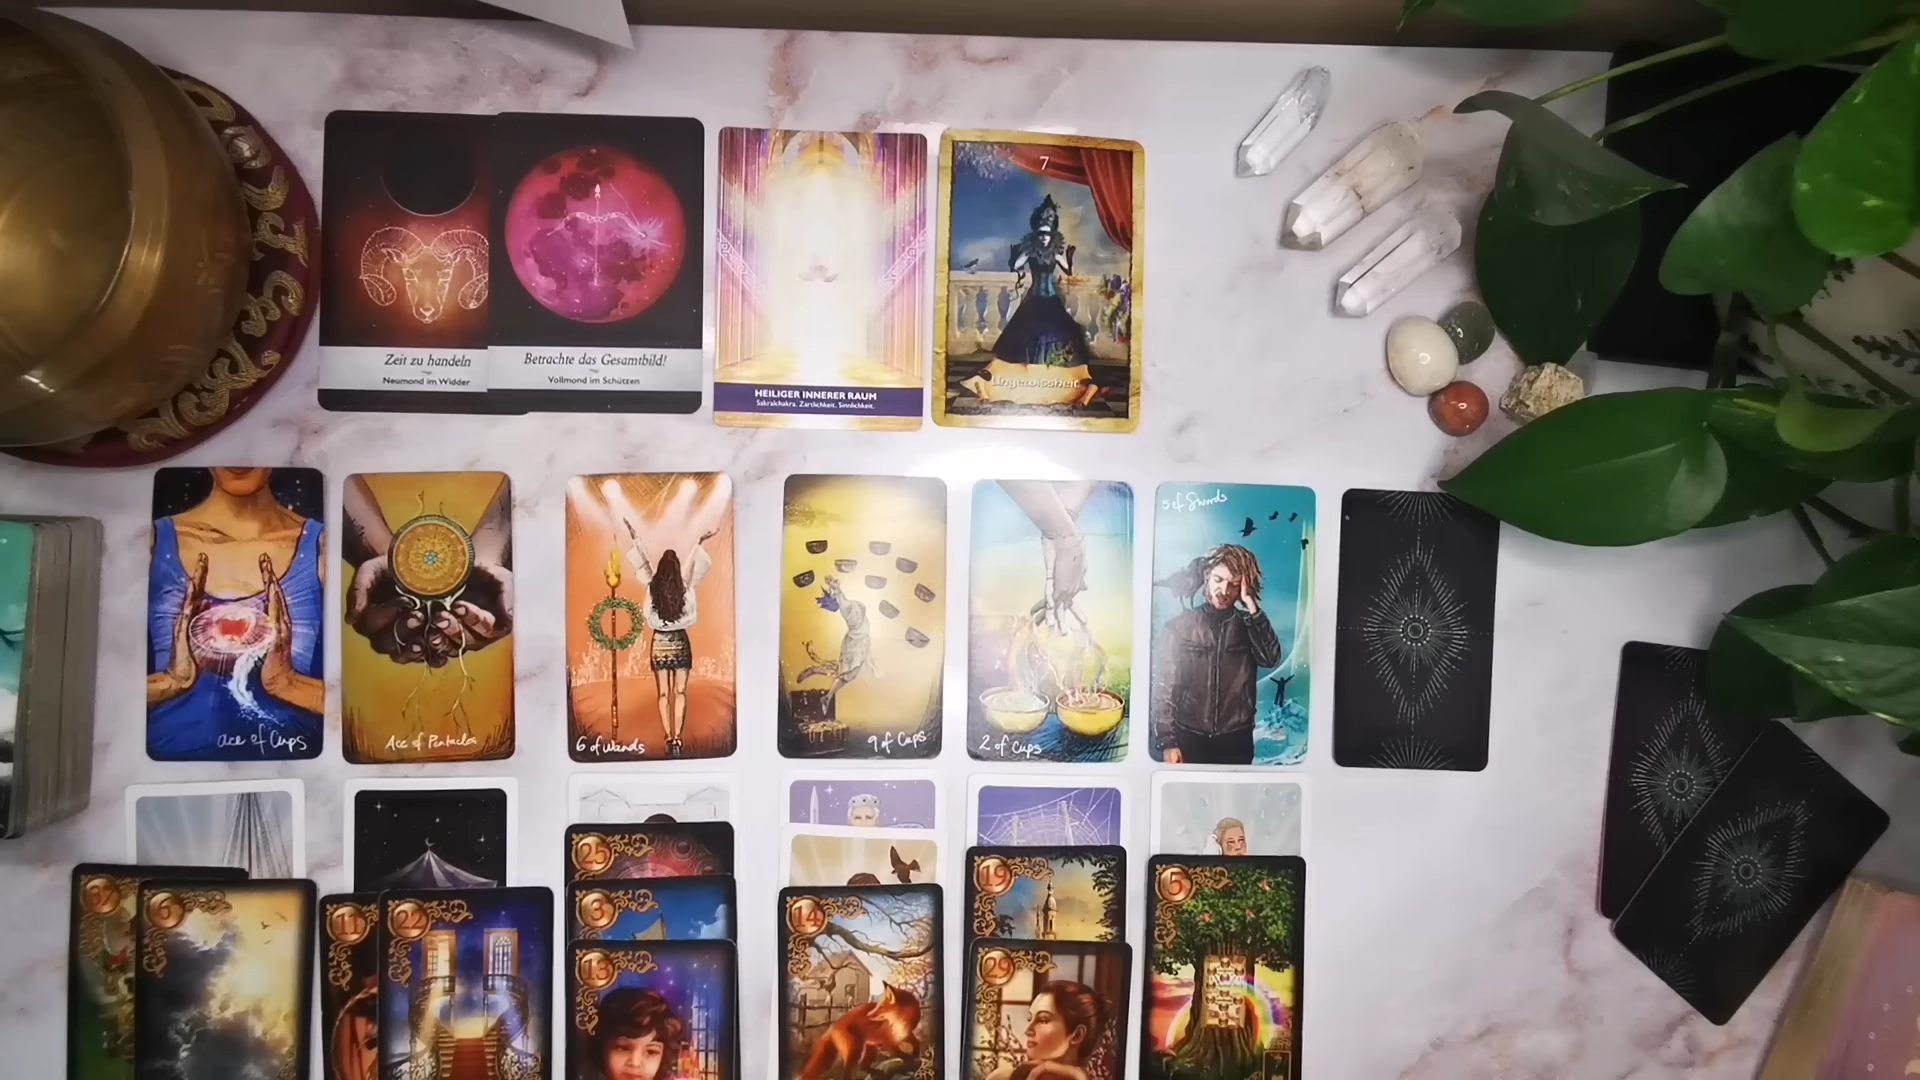 Zeit zu handeln
Neumond im Widder
Betrachte das Gesamtbild!
Vollmond im Schützen
HEILIGER INNERER RAUM
Sakralchakra. Zärtlichkeit. Sinnlichkeit.
7
Ungewissheit
ace of Cups
Ace of Pentacles
6 of Wands
9 of Cups
2 of Cups
5 of Swords
6
11
22
25
3
13
14
19
29
5